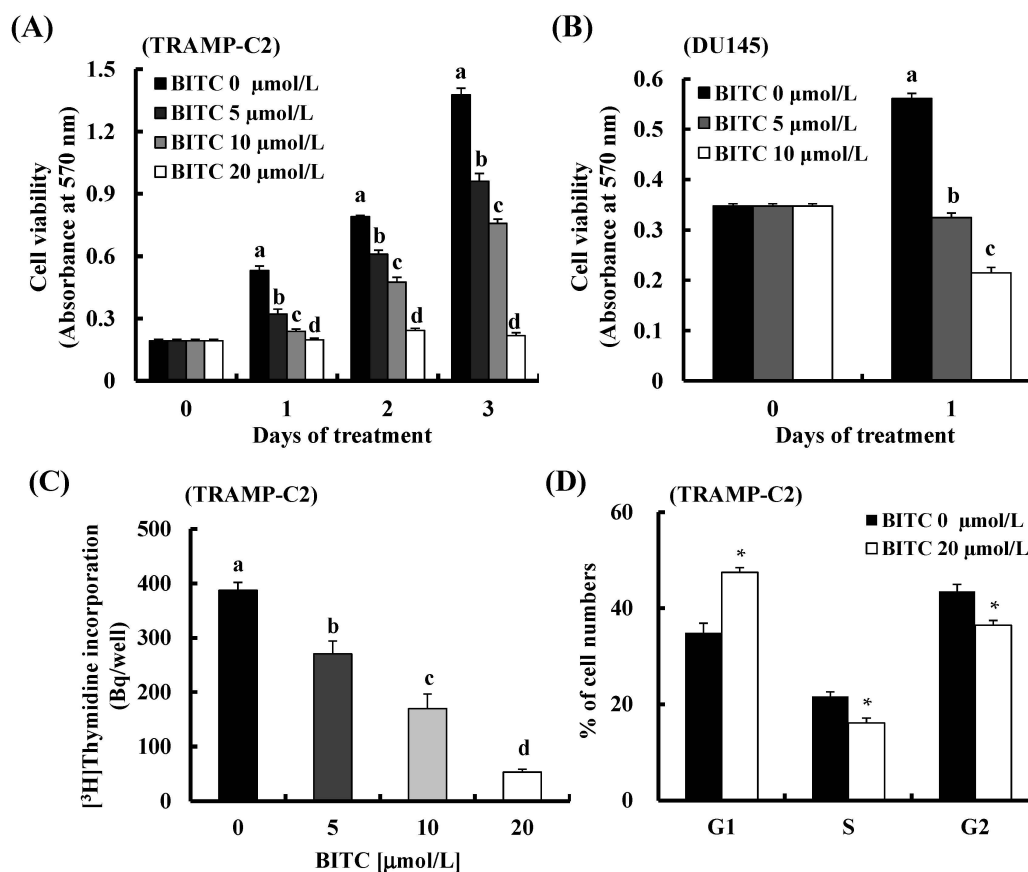 (A)
(TRAMP-C2)
BITC 0 μmol/L
BITC 5 μmol/L
BITC 10 μmol/L
BITC 20 μmol/L
Cell viability
(Absorbance at 570 nm)
1.5
1.2
0.9
0.6
0.3
0
a
b
c
d
a
b
c
d
a
b
c
d
0 1 2 3
Days of treatment
(B)
(DU145)
BITC 0 μmol/L
BITC 5 μmol/L
BITC 10 μmol/L
Cell viability
(Absorbance at 570 nm)
0.6
0.5
0.4
0.3
0.2
0.1
0
a
b
c
0 1
Days of treatment
(C)
(TRAMP-C2)
[³H]Thymidine incorporation
(Bq/well)
500
400
300
200
100
0
a
b
c
d
0 5 10 20
BITC [μmol/L]
(D)
(TRAMP-C2)
BITC 0 μmol/L
BITC 20 μmol/L
% of cell numbers
60
40
20
0
*
*
*
G1 S G2